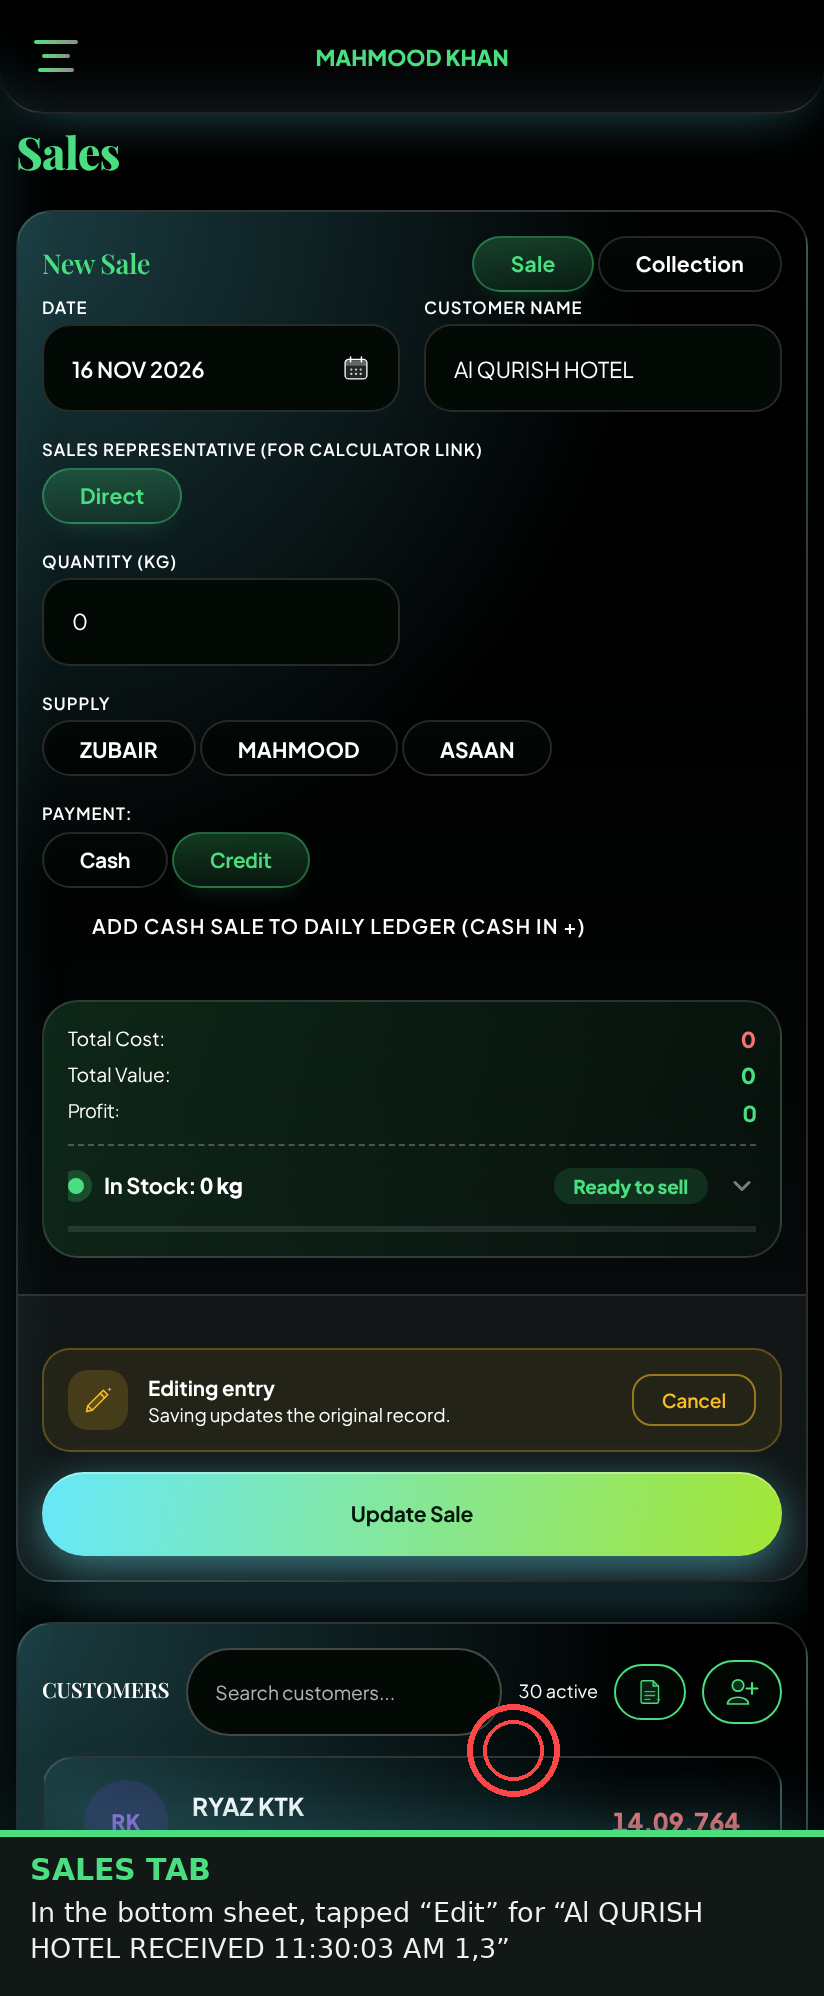 MAHMOOD KHAN
Sales
New Sale
Sale
Collection
DATE
CUSTOMER NAME
16 NOV 2026
Al QURISH HOTEL
SALES REPRESENTATIVE (FOR CALCULATOR LINK)
Direct
QUANTITY (KG)
0
SUPPLY
ZUBAIR
MAHMOOD
ASAAN
PAYMENT:
Cash
Credit
ADD CASH SALE TO DAILY LEDGER (CASH IN +)
Total Cost:
0
Total Value:
0
Profit:
0
In Stock: 0 kg
Ready to sell
Editing entry
Saving updates the original record.
Cancel
Update Sale
CUSTOMERS
Search customers...
30 active
RK
RYAZ KTK
14,09,764
SALES TAB
In the bottom sheet, tapped “Edit” for “Al QURISH
HOTEL RECEIVED 11:30:03 AM 1,3”